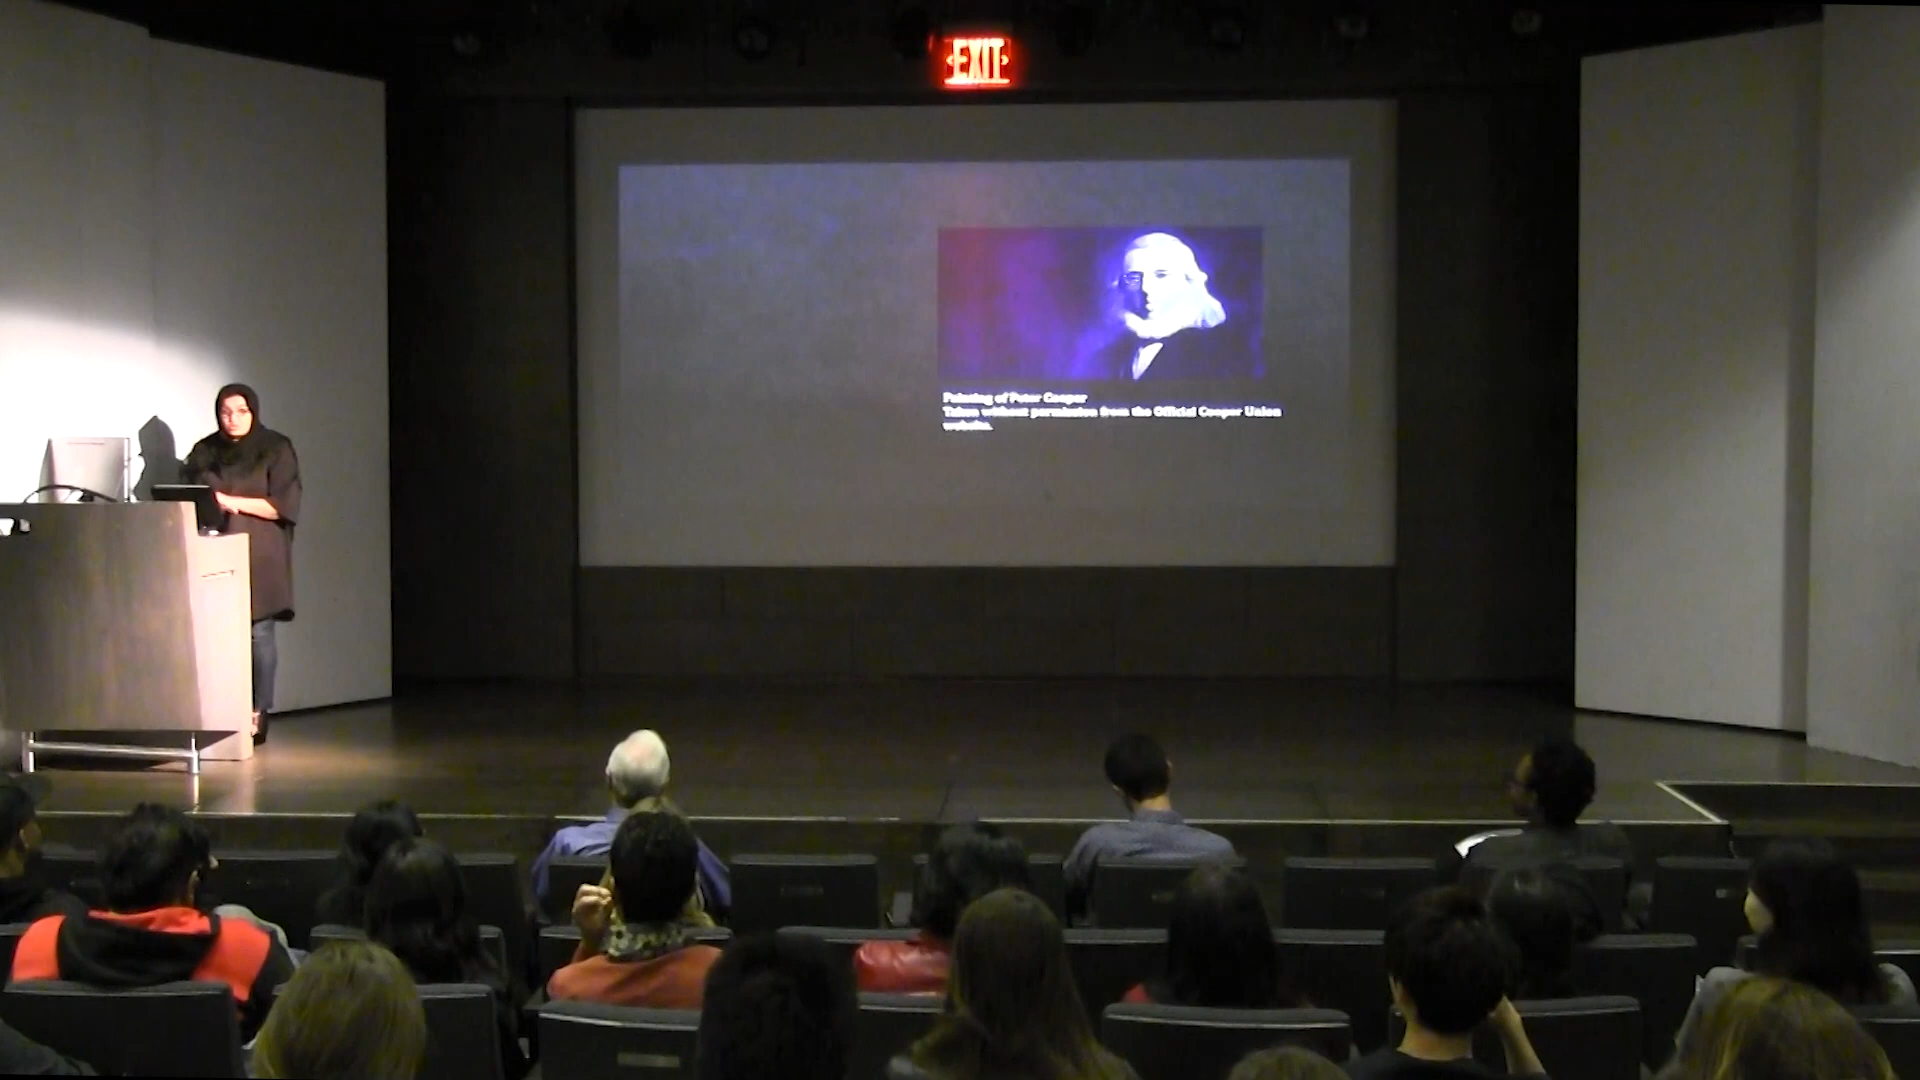 EXIT
Painting of Peter Cooper
Taken without permission from the Official Cooper Union
website.